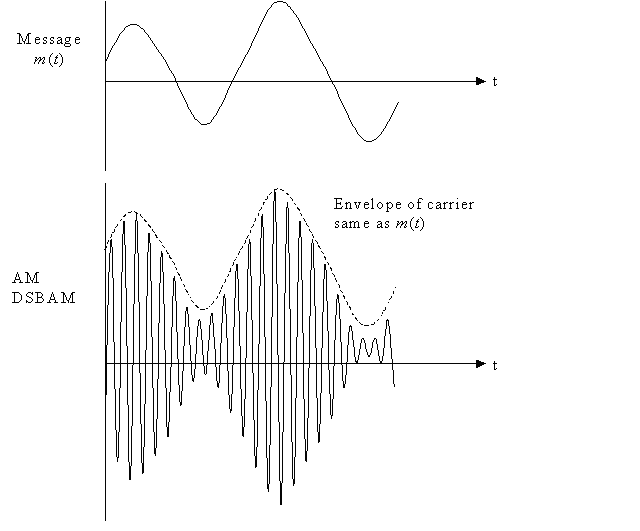 Message
m(t)
t
Envelope of carrier
same as m(t)
AM
DSBAM
t